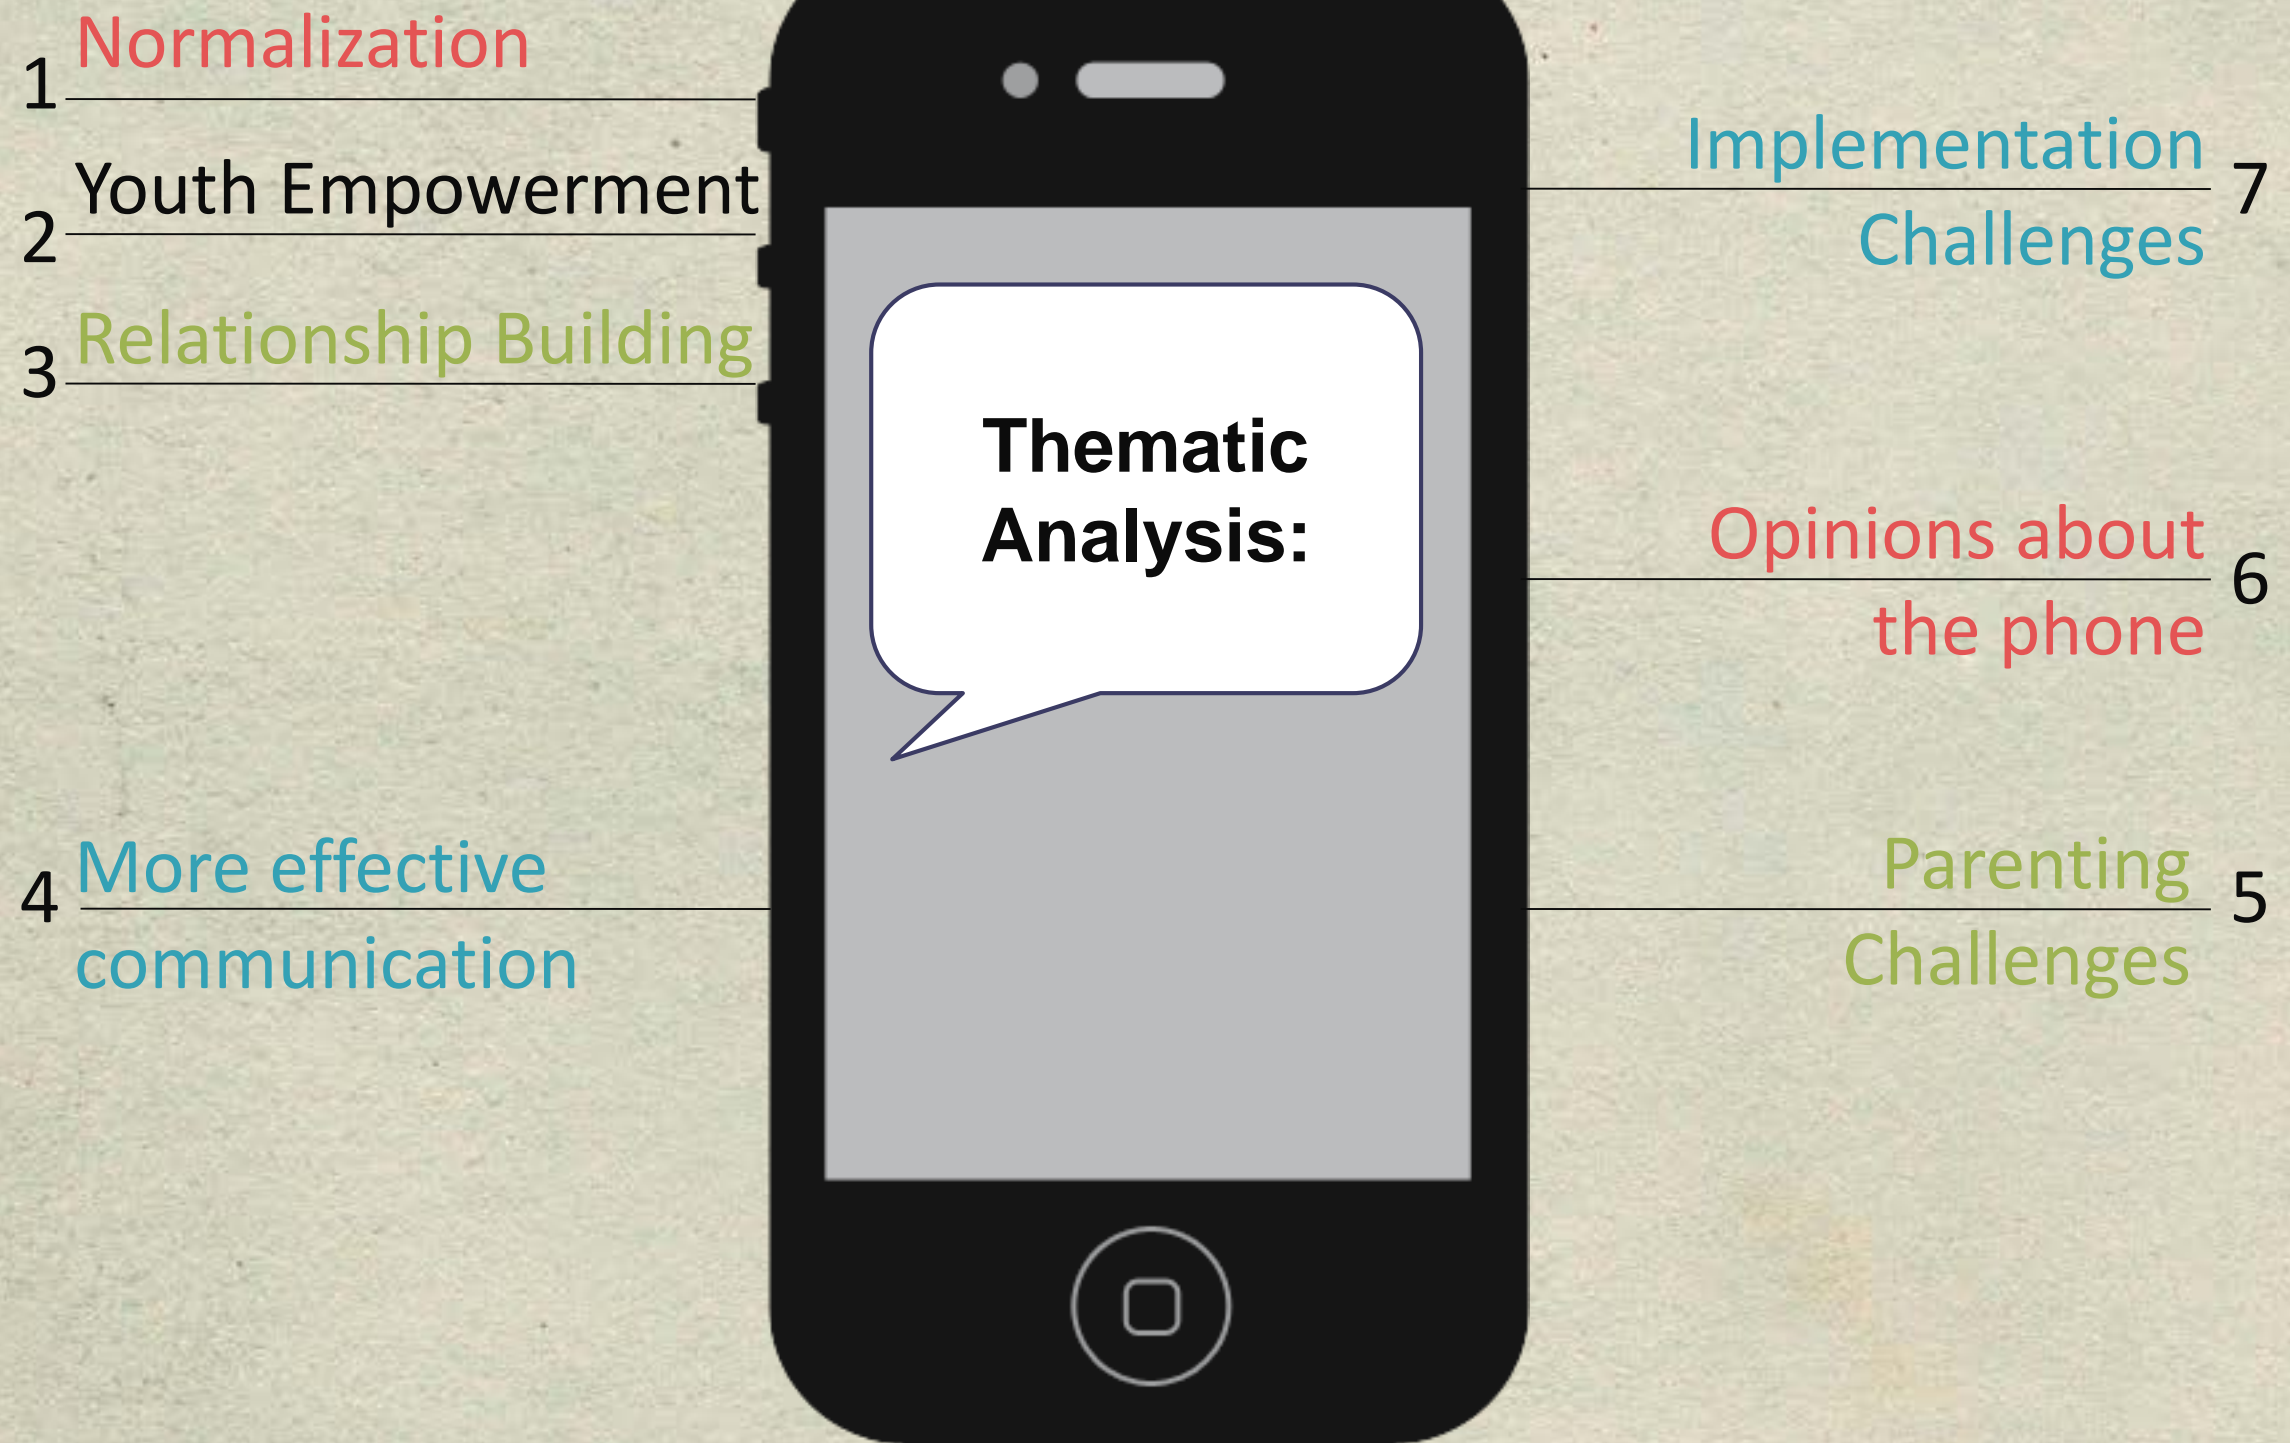 1 Normalization
2 Youth Empowerment
3 Relationship Building
4 More effective
communication
Thematic
Analysis:
Implementation 7
Challenges
Opinions about 6
the phone
Parenting 5
Challenges